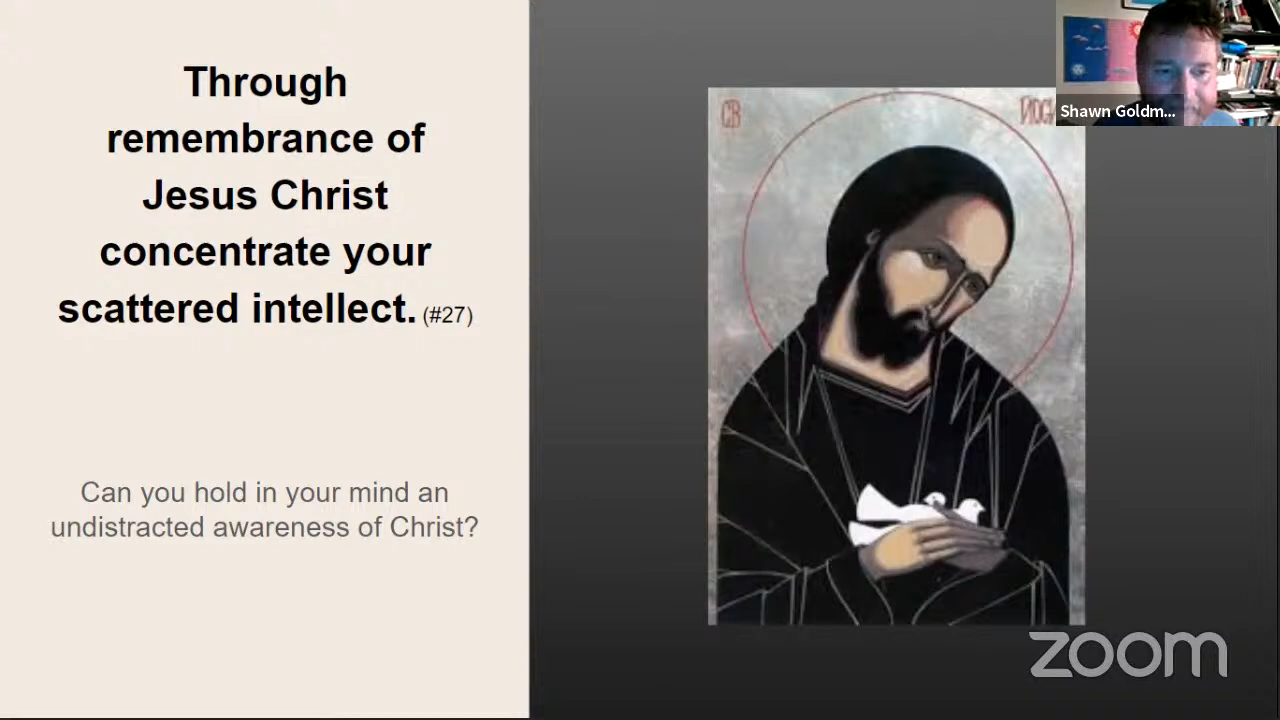 Through
remembrance of
Jesus Christ
concentrate your
scattered intellect. (#27)
Can you hold in your mind an
undistracted awareness of Christ?
СВ
Shawn Goldm...
zoom